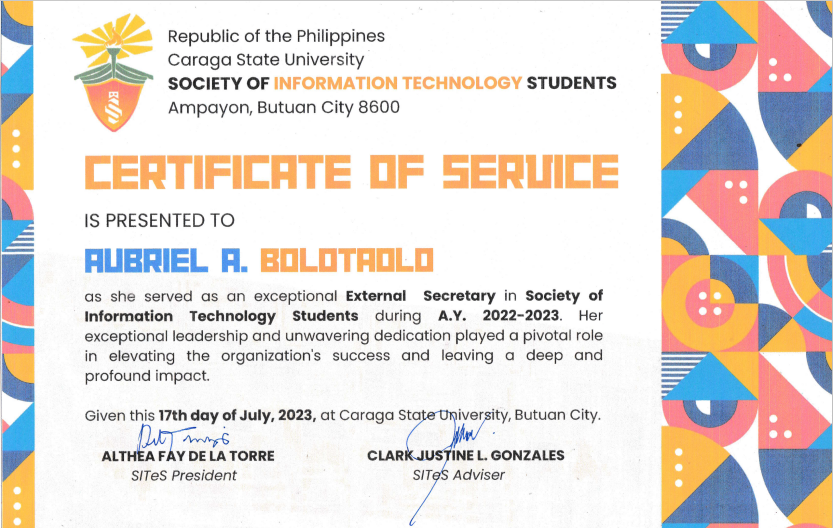 Republic of the Philippines
Caraga State University
SOCIETY OF INFORMATION TECHNOLOGY STUDENTS
Ampayon, Butuan City 8600
CERTIFICATE OF SERVICE
IS PRESENTED TO
AUBRIEL A. BOLOTAOLO
as she served as an exceptional External Secretary in Society of
Information Technology Students during A.Y. 2022-2023. Her
exceptional leadership and unwavering dedication played a pivotal role
in elevating the organization's success and leaving a deep and
profound impact.
Given this 17th day of July, 2023, at Caraga State University, Butuan City.
ALTHEA FAY DE LA TORRE
SITeS President
CLARK JUSTINE L. GONZALES
SITeS Adviser